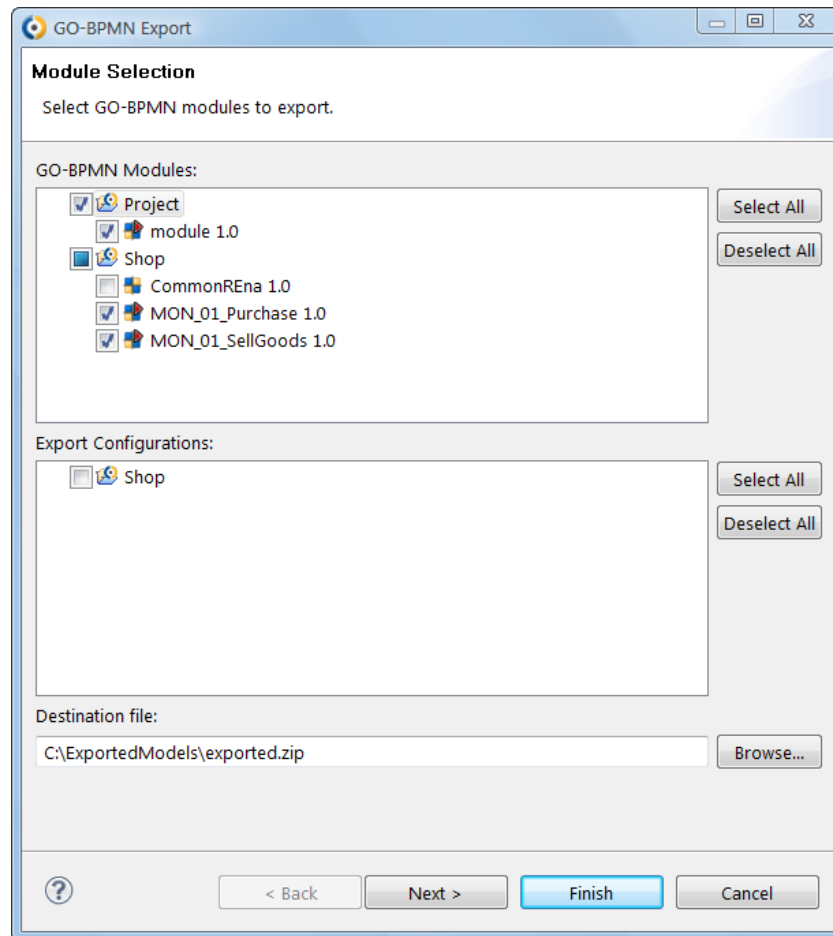 GO-BPMN Export
Module Selection
Select GO-BPMN modules to export.
GO-BPMN Modules:
Project
module 1.0
Shop
CommonREna 1.0
MON_01_Purchase 1.0
MON_01_SellGoods 1.0
Select All
Deselect All
Export Configurations:
Shop
Select All
Deselect All
Destination file:
C:\ExportedModels\exported.zip
Browse...
? < Back Next > Finish Cancel